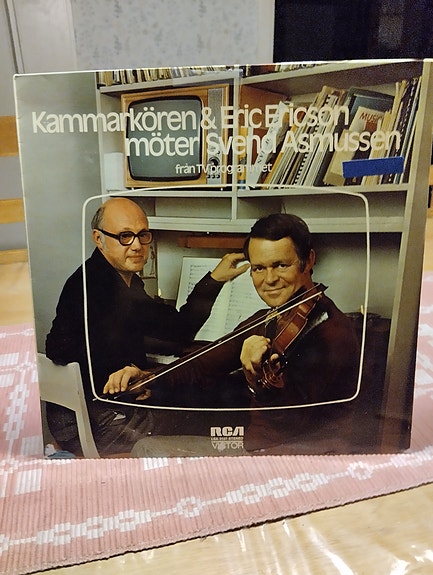 Kammarkören & Eric Ericson
möter Svend Asmussen
från TV programmet
RCA
VICTOR